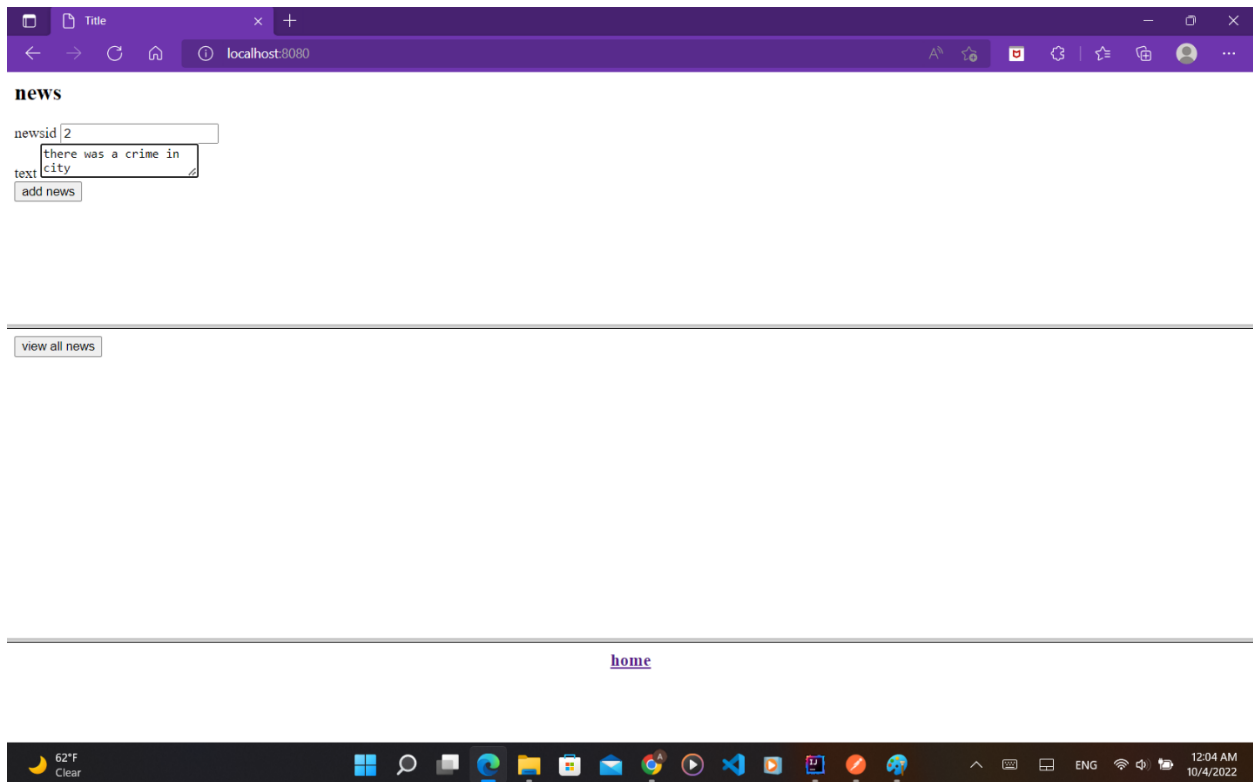 Title
localhost:8080
news
newsid 2
there was a crime in
text city
add news
view all news
home
62°F
Clear
ENG
12:04 AM
10/4/2022